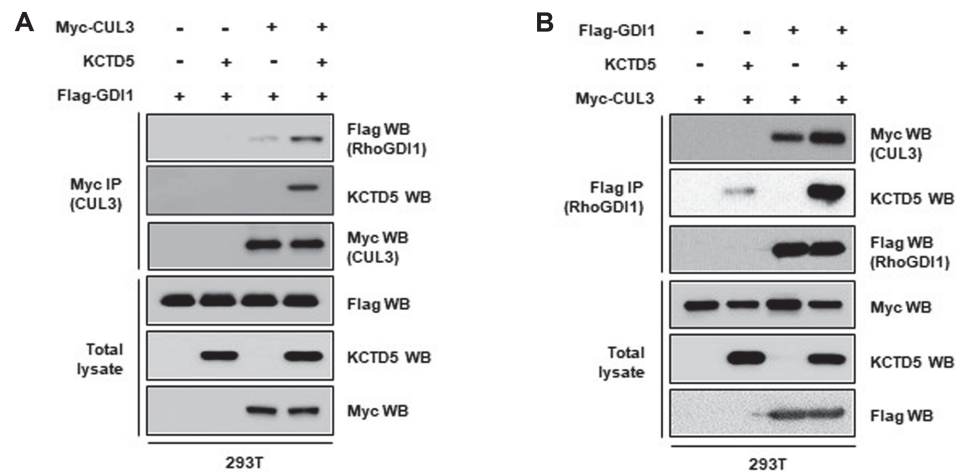 A
Myc-CUL3 - - + +
KCTD5 - + - +
Flag-GDI1 + + + +
Myc IP
(CUL3)
Flag WB
(RhoGDI1)
KCTD5 WB
Myc WB
(CUL3)
Total
lysate
Flag WB
KCTD5 WB
Myc WB
293T
B
Flag-GDI1 - - + +
KCTD5 - + - +
Myc-CUL3 + + + +
Flag IP
(RhoGDI1)
Myc WB
(CUL3)
KCTD5 WB
Flag WB
(RhoGDI1)
Total
lysate
Myc WB
KCTD5 WB
Flag WB
293T